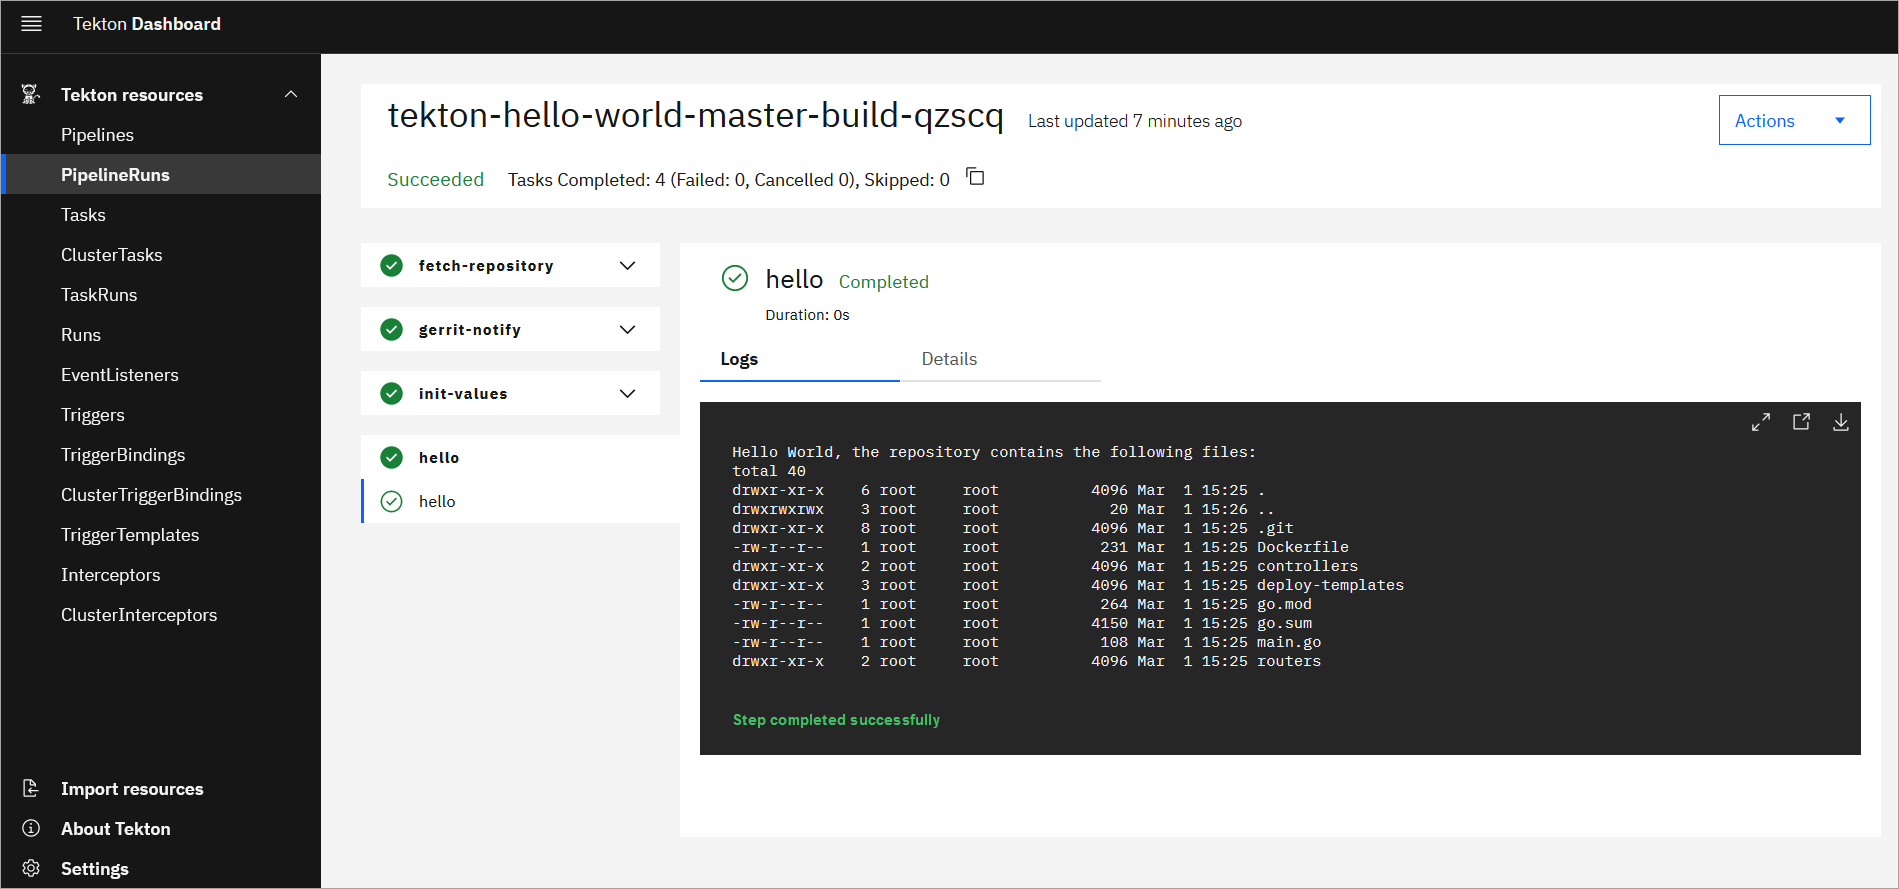 Tekton Dashboard
Tekton resources
Pipelines
PipelineRuns
Tasks
ClusterTasks
TaskRuns
Runs
EventListeners
Triggers
TriggerBindings
ClusterTriggerBindings
TriggerTemplates
Interceptors
ClusterInterceptors
Import resources
About Tekton
Settings
tekton-hello-world-master-build-qzscq Last updated 7 minutes ago
Actions
Succeeded Tasks Completed: 4 (Failed: 0, Cancelled 0), Skipped: 0
fetch-repository
gerrit-notify
init-values
hello
hello
hello Completed
Duration: 0s
Logs Details
Hello World, the repository contains the following files:
total 40
drwxr-xr-x    6 root     root          4096 Mar  1 15:25 .
drwxrwxrwx    3 root     root            20 Mar  1 15:26 ..
drwxr-xr-x    8 root     root          4096 Mar  1 15:25 .git
-rw-r--r--    1 root     root           231 Mar  1 15:25 Dockerfile
drwxr-xr-x    2 root     root          4096 Mar  1 15:25 controllers
drwxr-xr-x    3 root     root          4096 Mar  1 15:25 deploy-templates
-rw-r--r--    1 root     root           264 Mar  1 15:25 go.mod
-rw-r--r--    1 root     root          4150 Mar  1 15:25 go.sum
-rw-r--r--    1 root     root           108 Mar  1 15:25 main.go
drwxr-xr-x    2 root     root          4096 Mar  1 15:25 routers
Step completed successfully